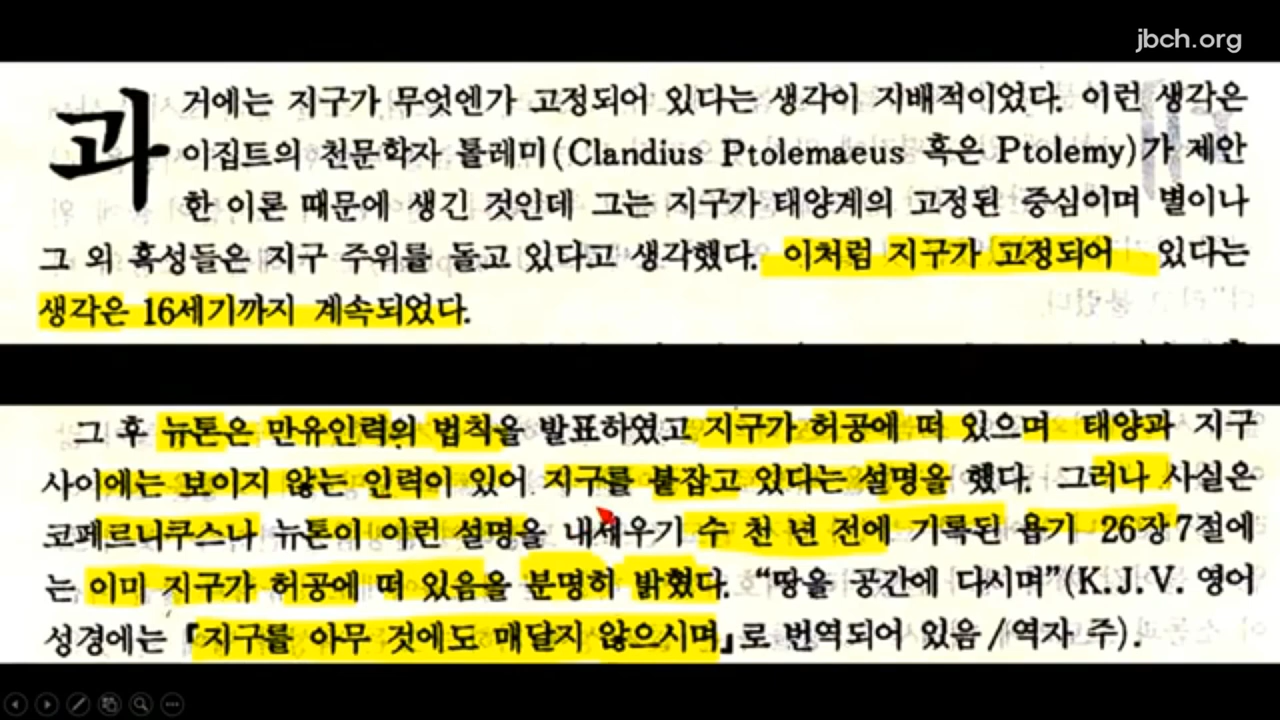 jbch.org
과거에는 지구가 무엇엔가 고정되어 있다는 생각이 지배적이었다. 이런 생각은
이집트의 천문학자 톨레미(Clandius Ptolemaeus 혹은 Ptolemy)가 제안
한 이론 때문에 생긴 것인데 그는 지구가 태양계의 고정된 중심이며 별이나
그 외 혹성들은 지구 주위를 돌고 있다고 생각했다. 이처럼 지구가 고정되어 있다는
생각은 16세기까지 계속되었다.
그 후 뉴톤은 만유인력의 법칙을 발표하였고 지구가 허공에 떠 있으며 태양과 지구
사이에는 보이지 않는 인력이 있어 지구를 붙잡고 있다는 설명을 했다. 그러나 사실은
코페르니쿠스나 뉴톤이 이런 설명을 내세우기 수 천 년 전에 기록된 욥기 26장7절에
는 이미 지구가 허공에 떠 있음을 분명히 밝혔다. “땅을 공간에 다시며”(K.J.V. 영어
성경에는 『지구를 아무 것에도 매달지 않으시며』로 번역되어 있음/역자 주).